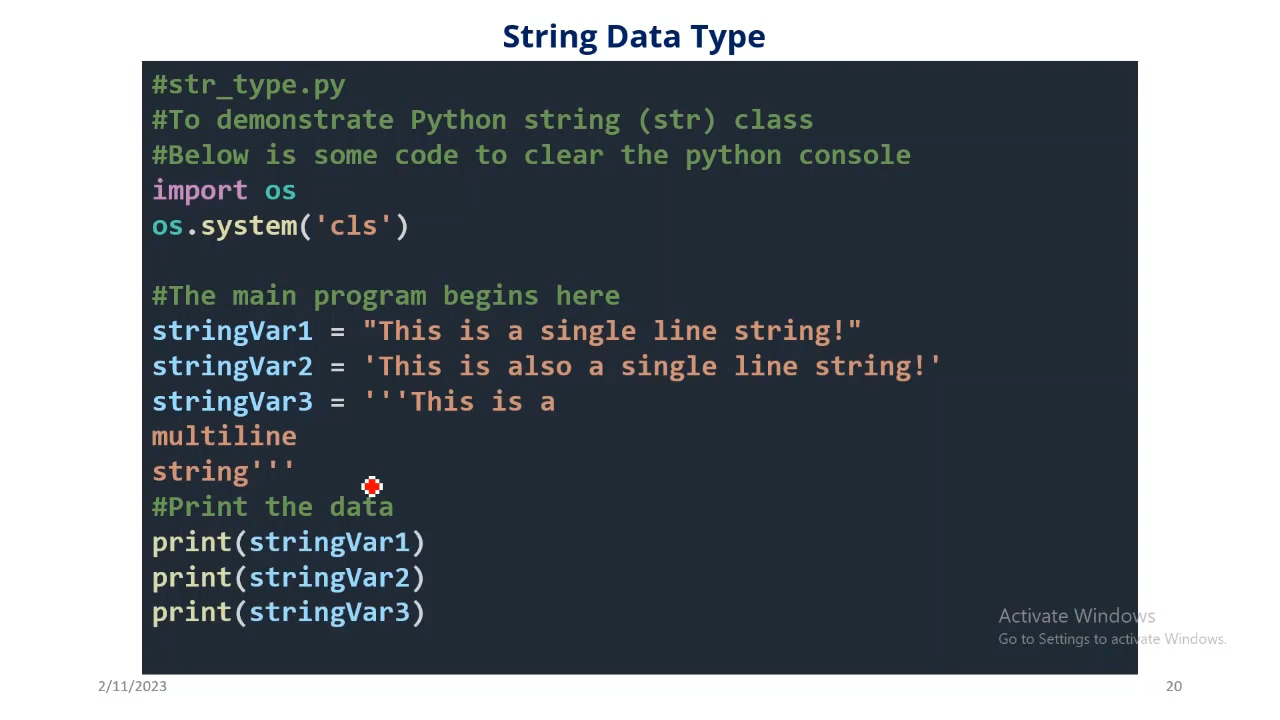 String Data Type
#str_type.py
#To demonstrate Python string (str) class
#Below is some code to clear the python console
import os
os.system('cls')
#The main program begins here
stringVar1 = "This is a single line string!"
stringVar2 = 'This is also a single line string!'
stringVar3 = '''This is a
multiline
string'''
#Print the data
print(stringVar1)
print(stringVar2)
print(stringVar3)
Activate Windows
Go to Settings to activate Windows.
2/11/2023
20